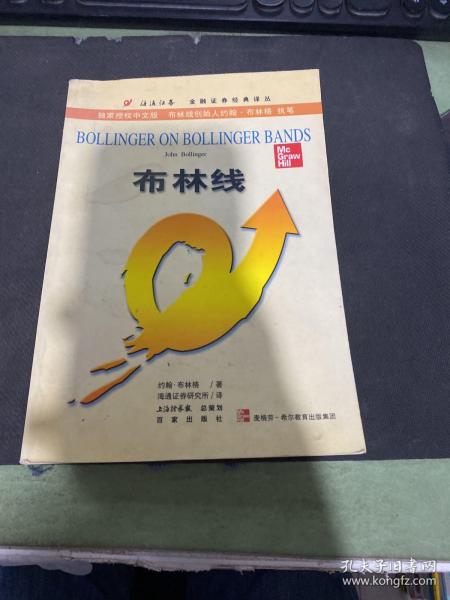 海通证券 金融证券经典译丛
独家授权中文版 布林线创始人约翰·布林格 执笔
BOLLINGER ON BOLLINGER BANDS
John Bollinger
Mc
Graw
Hill
布林线
约翰·布林格 / 著
海通证券研究所 / 译
上海证券报 总策划
百家出版社
麦格劳-希尔教育出版集团
孔夫子旧书网
www.kongfz.com